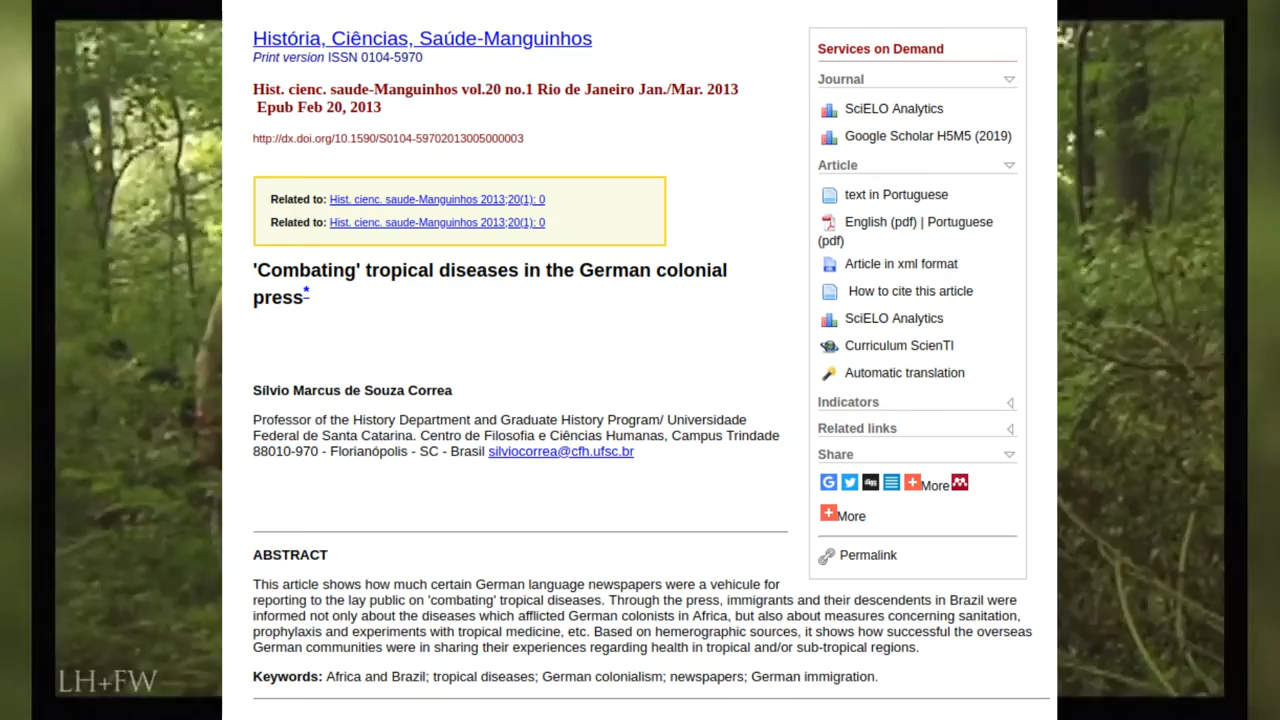 História, Ciências, Saúde-Manguinhos
Print version ISSN 0104-5970
Hist. cienc. saude-Manguinhos vol.20 no.1 Rio de Janeiro Jan./Mar. 2013
Epub Feb 20, 2013
http://dx.doi.org/10.1590/S0104-59702013005000003
Related to: Hist. cienc. saude-Manguinhos 2013;20(1): 0
Related to: Hist. cienc. saude-Manguinhos 2013;20(1): 0
'Combating' tropical diseases in the German colonial
press*
Sílvio Marcus de Souza Correa
Professor of the History Department and Graduate History Program/ Universidade
Federal de Santa Catarina. Centro de Filosofia e Ciências Humanas, Campus Trindade
88010-970 - Florianópolis - SC - Brasil silviocorrea@cfh.ufsc.br
ABSTRACT
This article shows how much certain German language newspapers were a vehicule for
reporting to the lay public on 'combating' tropical diseases. Through the press, immigrants and their descendents in Brazil were
informed not only about the diseases which afflicted German colonists in Africa, but also about measures concerning sanitation,
prophylaxis and experiments with tropical medicine, etc. Based on hemerographic sources, it shows how successful the overseas
German communities were in sharing their experiences regarding health in tropical and/or sub-tropical regions.
Keywords: Africa and Brazil; tropical diseases; German colonialism; newspapers; German immigration.
Services on Demand
Journal
SciELO Analytics
Google Scholar H5M5 (2019)
Article
text in Portuguese
English (pdf) | Portuguese
(pdf)
Article in xml format
How to cite this article
SciELO Analytics
Curriculum ScienTI
Automatic translation
Indicators
Related links
Share
More
More
Permalink
LH+FW